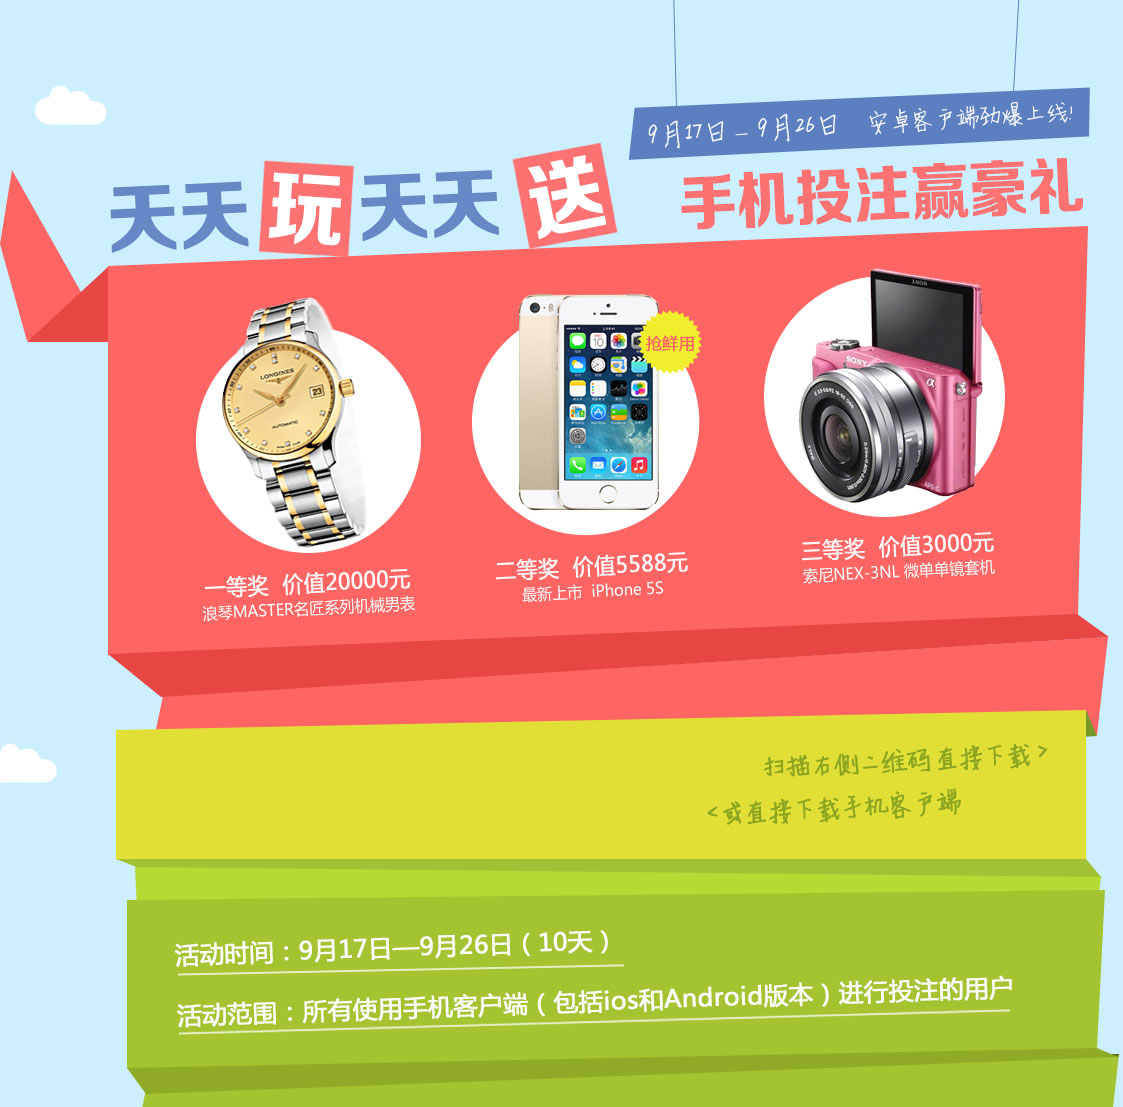 9月17日 — 9月26日 安卓客户端劲爆上线!
天天玩天天送
手机投注赢豪礼
LONGINES
AUTOMATIC
23
抢鲜用
SONY
SONY
α
APS-C
一等奖 价值20000元
浪琴MASTER名匠系列机械男表
二等奖 价值5588元
最新上市 iPhone 5S
三等奖 价值3000元
索尼NEX-3NL 微单单镜套机
扫描右侧二维码直接下载>
<或直接下载手机客户端
活动时间：9月17日—9月26日（10天）
活动范围：所有使用手机客户端（包括ios和Android版本）进行投注的用户